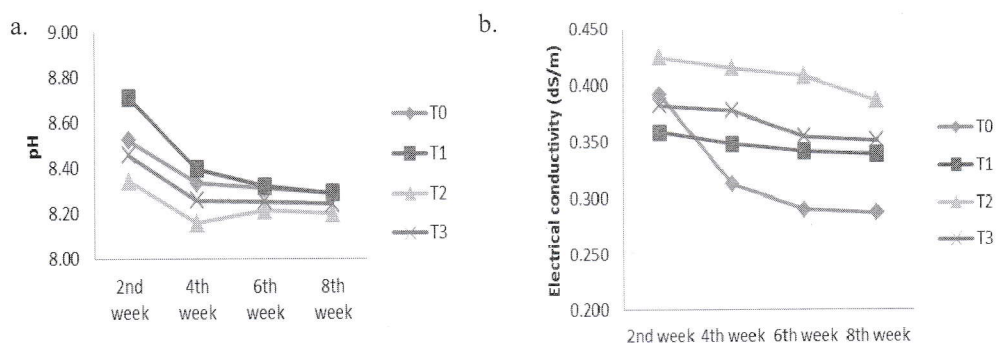 a.
pH
9.00
8.80
8.60
8.40
8.20
8.00
2nd week
4th week
6th week
8th week
T0
T1
T2
T3
b.
Electrical conductivity (dS/m)
0.450
0.400
0.350
0.300
0.250
0.200
2nd week 4th week 6th week 8th week
T0
T1
T2
T3